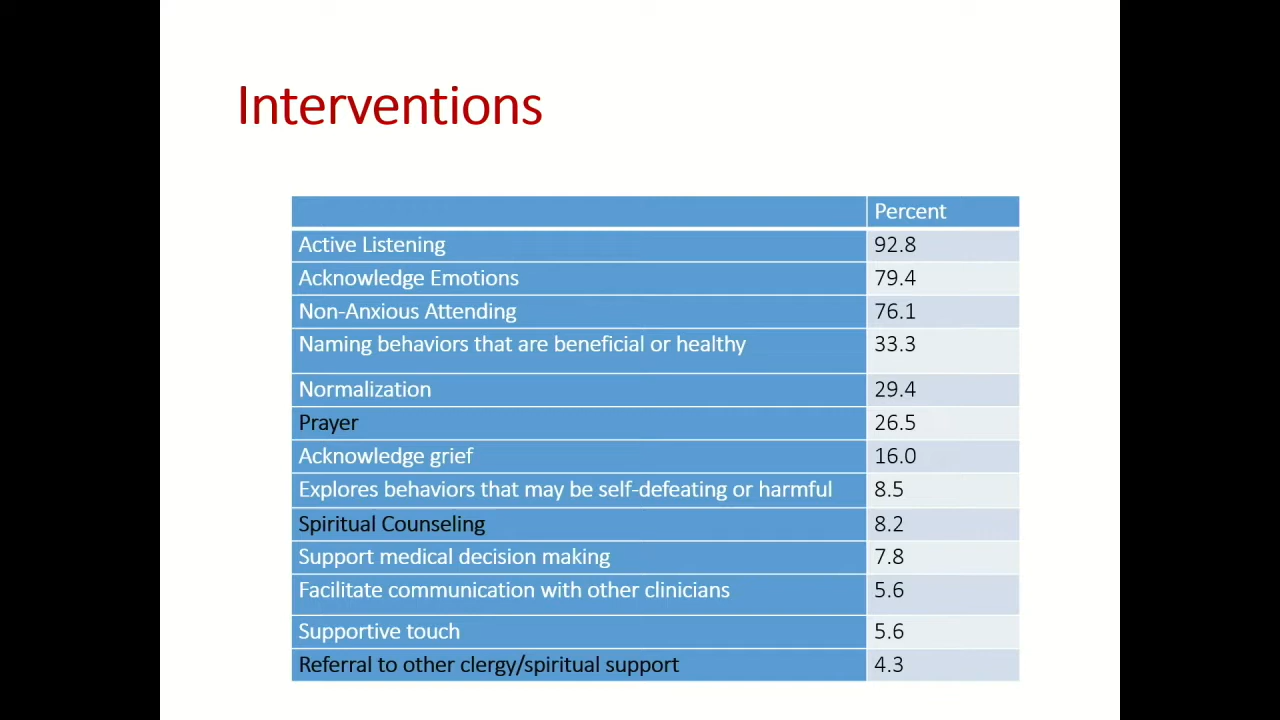 Interventions
Percent
Active Listening 92.8
Acknowledge Emotions 79.4
Non-Anxious Attending 76.1
Naming behaviors that are beneficial or healthy 33.3
Normalization 29.4
Prayer 26.5
Acknowledge grief 16.0
Explores behaviors that may be self-defeating or harmful 8.5
Spiritual Counseling 8.2
Support medical decision making 7.8
Facilitate communication with other clinicians 5.6
Supportive touch 5.6
Referral to other clergy/spiritual support 4.3